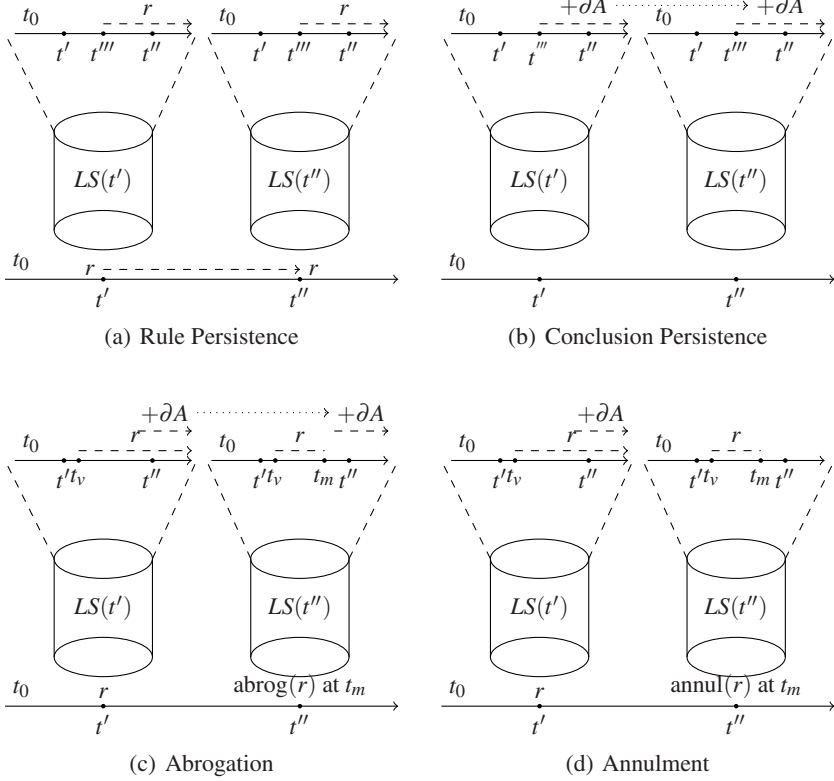 r r
t₀ t₀
t′ t‴ t″ t′ t‴ t″
LS(t′) LS(t″)
t₀
r r
t′ t″
(a) Rule Persistence
+∂A +∂A
t₀ t₀
t′ t‴ t″ t′ t‴ t″
LS(t′) LS(t″)
t₀
t′ t″
(b) Conclusion Persistence
+∂A +∂A
t₀ r t₀ r
t′ tᵥ t″ t′ tᵥ tₘ t″
LS(t′) LS(t″)
t₀ r abrog(r) at tₘ
t′ t″
(c) Abrogation
+∂A
t₀ r t₀ r
t′ tᵥ t″ t′ tᵥ tₘ t″
LS(t′) LS(t″)
t₀ r annul(r) at tₘ
t′ t″
(d) Annulment